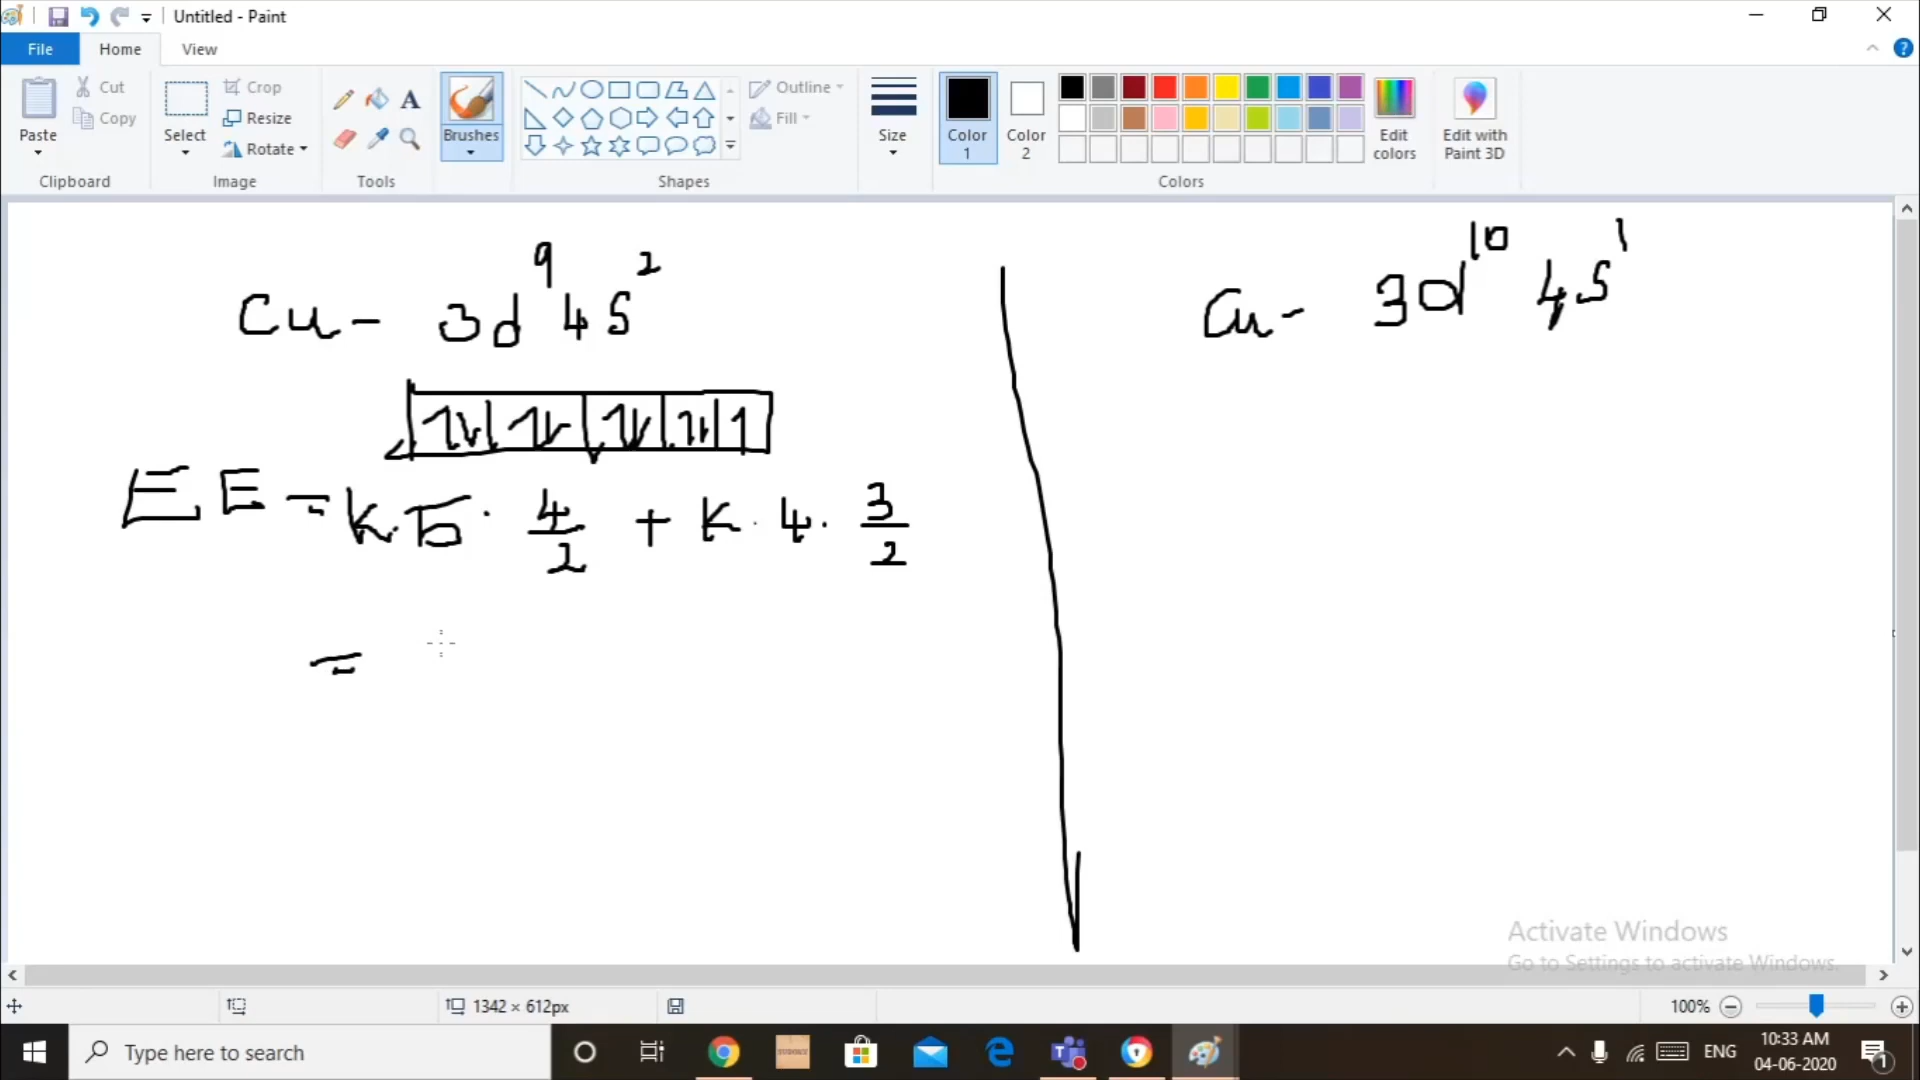 Untitled - Paint
File Home View
Paste
Cut
Copy
Clipboard
Select
Crop
Resize
Rotate
Image
Tools
Brushes
Shapes
Outline
Fill
Size
Color 1
Color 2
Colors
Edit colors
Edit with Paint 3D
Cu - 3d⁹ 4s²
EE = K. 5 . 4/2 + K . 4 . 3/2
=
Cu - 3d¹⁰ 4s¹
Activate Windows
Go to Settings to activate Windows.
1342 × 612px
100%
Type here to search
SUDOKU
ENG
10:33 AM
04-06-2020
1